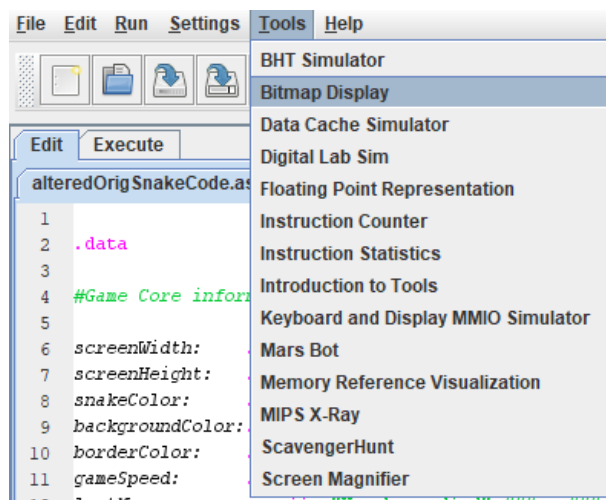 File Edit Run Settings Tools Help
BHT Simulator
Bitmap Display
Data Cache Simulator
Digital Lab Sim
Floating Point Representation
Instruction Counter
Instruction Statistics
Introduction to Tools
Keyboard and Display MMIO Simulator
Mars Bot
Memory Reference Visualization
MIPS X-Ray
ScavengerHunt
Screen Magnifier
Edit Execute
alteredOrigSnakeCode.as
1
2 .data
3
4 #Game Core infor
5
6 screenWidth:
7 screenHeight:
8 snakeColor:
9 backgroundColor:.
10 borderColor:
11 gameSpeed: